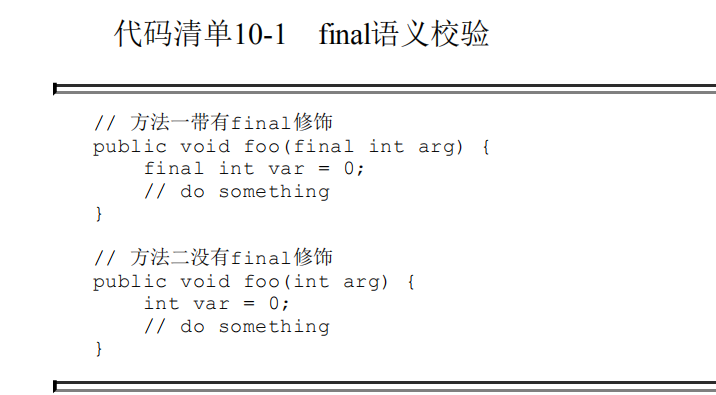 代码清单10-1 final语义校验
// 方法一带有final修饰
public void foo(final int arg) {
    final int var = 0;
    // do something
}
// 方法二没有final修饰
public void foo(int arg) {
    int var = 0;
    // do something
}